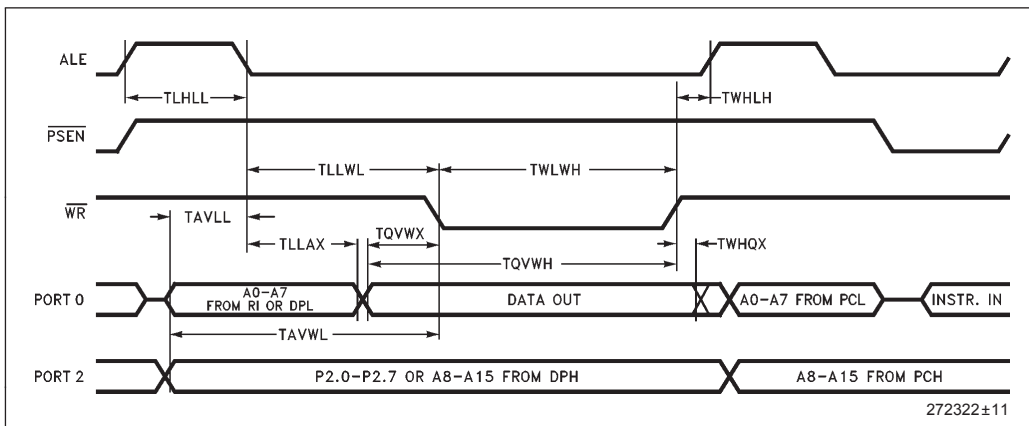 ALE
TLHLL
TWHLH
PSEN
TLLWL
TWLWH
WR
TAVLL
TQVWX
TLLAX
TWHQX
TQVWH
PORT 0
A0-A7
FROM RI OR DPL
DATA OUT
A0-A7 FROM PCL
INSTR. IN
TAVWL
PORT 2
P2.0-P2.7 OR A8-A15 FROM DPH
A8-A15 FROM PCH
272322±11